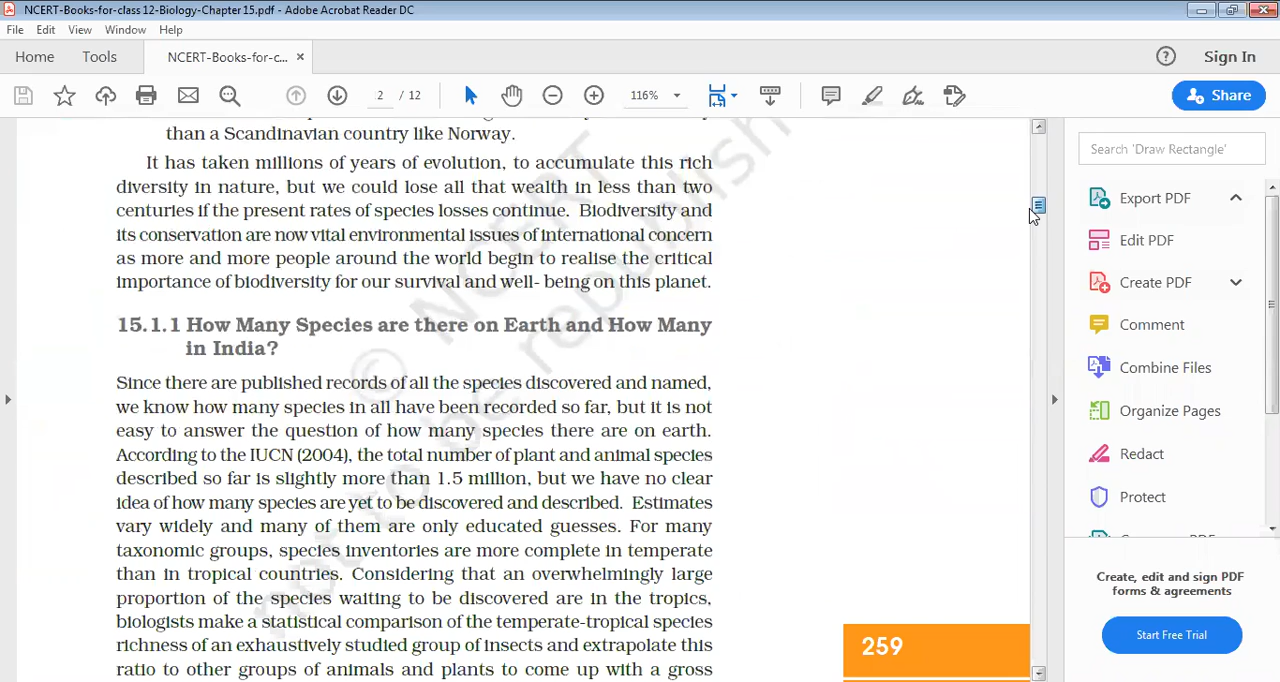 NCERT-Books-for-class 12-Biology-Chapter 15.pdf - Adobe Acrobat Reader DC
File Edit View Window Help
Home Tools NCERT-Books-for-c... × Sign In
2 / 12 116% Share
than a Scandinavian country like Norway.
It has taken millions of years of evolution, to accumulate this rich
diversity in nature, but we could lose all that wealth in less than two
centuries if the present rates of species losses continue. Biodiversity and
its conservation are now vital environmental issues of international concern
as more and more people around the world begin to realise the critical
importance of biodiversity for our survival and well- being on this planet.
15.1.1 How Many Species are there on Earth and How Many
in India?
Since there are published records of all the species discovered and named,
we know how many species in all have been recorded so far, but it is not
easy to answer the question of how many species there are on earth.
According to the IUCN (2004), the total number of plant and animal species
described so far is slightly more than 1.5 million, but we have no clear
idea of how many species are yet to be discovered and described. Estimates
vary widely and many of them are only educated guesses. For many
taxonomic groups, species inventories are more complete in temperate
than in tropical countries. Considering that an overwhelmingly large
proportion of the species waiting to be discovered are in the tropics,
biologists make a statistical comparison of the temperate-tropical species
richness of an exhaustively studied group of insects and extrapolate this
ratio to other groups of animals and plants to come up with a gross
© NCERT
not to be republish
259
Search 'Draw Rectangle'
Export PDF
Edit PDF
Create PDF
Comment
Combine Files
Organize Pages
Redact
Protect
Create, edit and sign PDF
forms & agreements
Start Free Trial